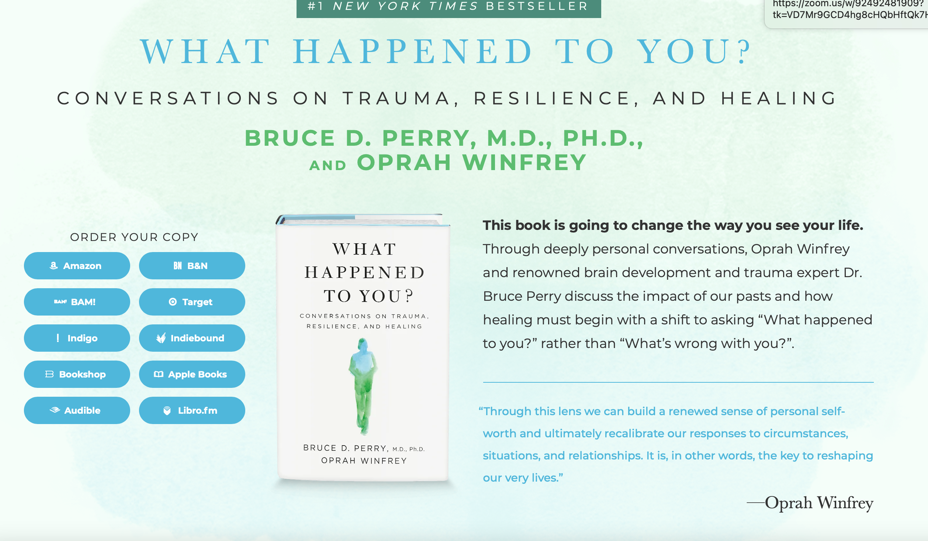 #1 NEW YORK TIMES BESTSELLER
https://zoom.us/w/92492481909?
tk=VD7Mr9GCD4hg8cHQbHftQk7H
WHAT HAPPENED TO YOU?
CONVERSATIONS ON TRAUMA, RESILIENCE, AND HEALING
BRUCE D. PERRY, M.D., PH.D.,
AND OPRAH WINFREY
ORDER YOUR COPY
Amazon
B&N
BAM!
Target
Indigo
Indiebound
Bookshop
Apple Books
Audible
Libro.fm
WHAT
HAPPENED
TO YOU?
CONVERSATIONS ON TRAUMA,
RESILIENCE, AND HEALING
BRUCE D. PERRY, M.D., Ph.D.
OPRAH WINFREY
This book is going to change the way you see your life.
Through deeply personal conversations, Oprah Winfrey
and renowned brain development and trauma expert Dr.
Bruce Perry discuss the impact of our pasts and how
healing must begin with a shift to asking “What happened
to you?” rather than “What’s wrong with you?”.
“Through this lens we can build a renewed sense of personal self-
worth and ultimately recalibrate our responses to circumstances,
situations, and relationships. It is, in other words, the key to reshaping
our very lives.”
—Oprah Winfrey